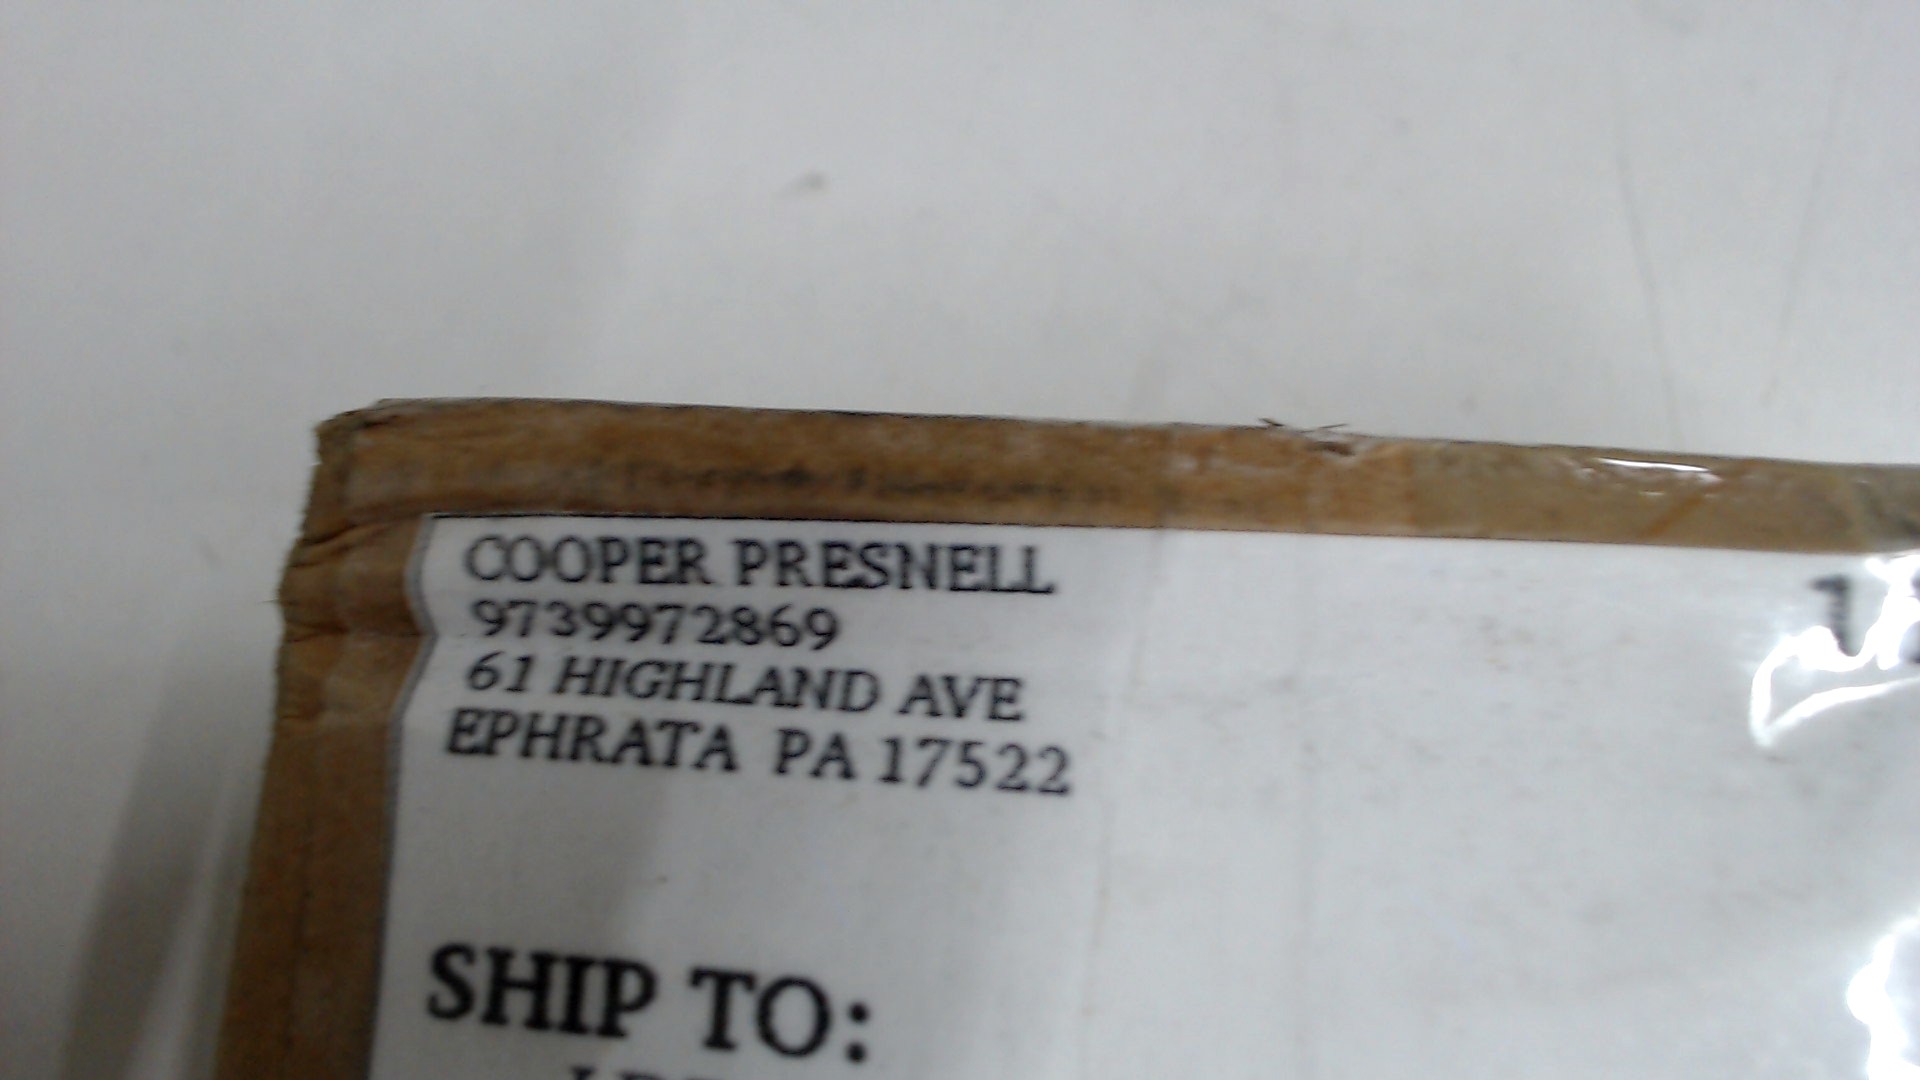 COOPER PRESNELL
9739972869
61 HIGHLAND AVE
EPHRATA PA 17522
SHIP TO: